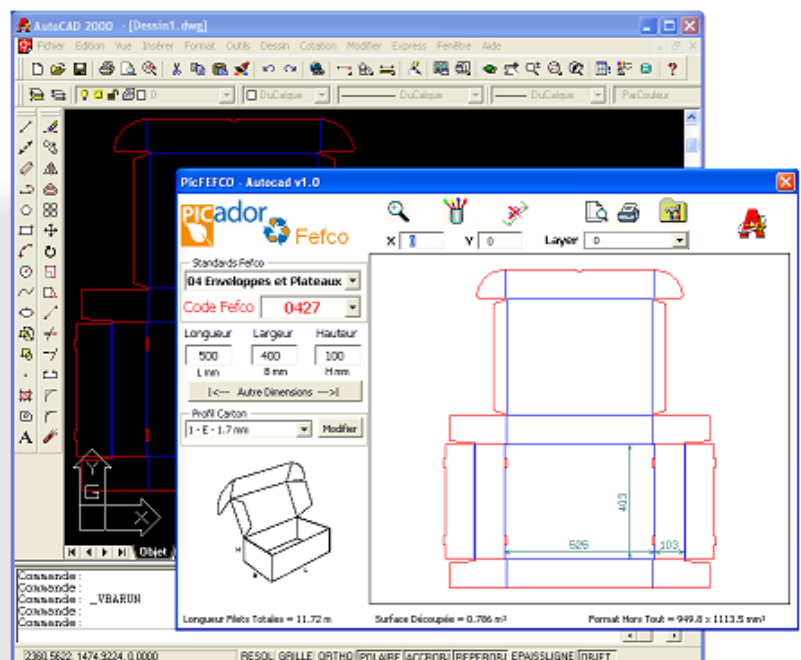 AutoCAD 2000 - [Dessin1.dwg]
Fichier Edition Vue Insérer Format Outils Dessin Cotation Modifier Express Fenêtre Aide
0 DuCalque DuCalque DuCalque ParCouleur
PicFEFCO - Autocad v1.0
PICador Fefco
X 0 Y 0 Layer 0
Standards Fefco
04 Enveloppes et Plateaux
Code Fefco 0427
Longueur Largeur Hauteur
500 400 100
L mm B mm H mm
|<--- Autre Dimensions --->|
Profil Carton
1 - E - 1.7 mm Modifier
403
525 103
H B L
Longueur Filets Totales = 11.72 m Surface Découpée = 0.786 m² Format Hors Tout = 949.8 x 1113.5 mm²
Y
G
X
A
Objet
Commande:
Commande:
Commande: _VBARUN
Commande:
Commande:
2360.5622, 1474.9224, 0.0000 RESOL GRILLE ORTHO POLAIRE ACCROBJ REPEROBJ EPAISSLIGNE OBJET